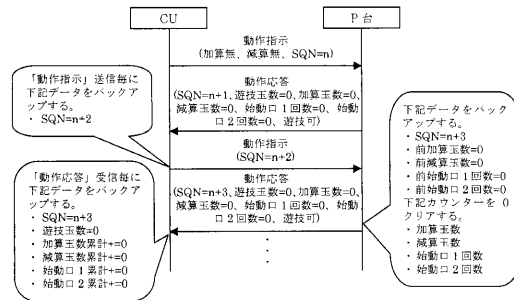 CU
P台
動作指示
(加算無、減算無、SQN=n)
動作応答
(SQN=n+1、遊技玉数=0、加算玉数=0、
減算玉数=0、始動口1回数=0、始動
口2回数=0、遊技可)
「動作指示」送信毎に
下記データをバックア
ップする。
・ SQN=n+2
動作指示
(SQN=n+2)
動作応答
(SQN=n+3、遊技玉数=0、加算玉数=0、
減算玉数=0、始動口1回数=0、始動
口2回数=0、遊技可)
「動作応答」受信毎に
下記データをバックア
ップする。
・ SQN=n+3
・ 遊技玉数=0
・ 加算玉数累計+=0
・ 減算玉数累計+=0
・ 始動口1累計+=0
・ 始動口2累計+=0
下記データをバック
アップする。
・ SQN=n+3
・ 前加算玉数=0
・ 前減算玉数=0
・ 前始動口1回数=0
・ 前始動口2回数=0
下記カウンターを 0
クリアする。
・ 加算玉数
・ 減算玉数
・ 始動口1回数
・ 始動口2回数